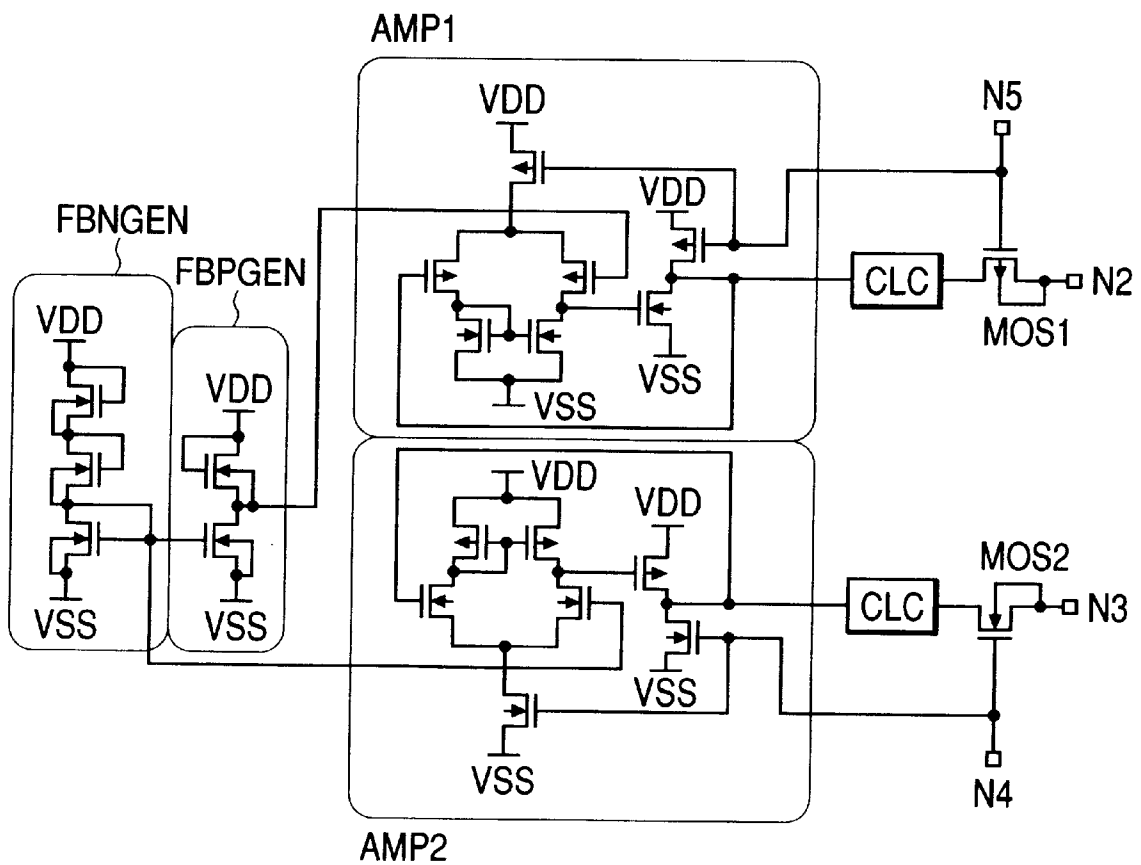 AMP1
VDD
N5
VDD
FBNGEN
FBPGEN
CLC
N2
MOS1
VDD
VSS
VDD
VSS
VDD
VDD
MOS2
CLC
N3
VSS
VSS
VSS
VSS
N4
AMP2